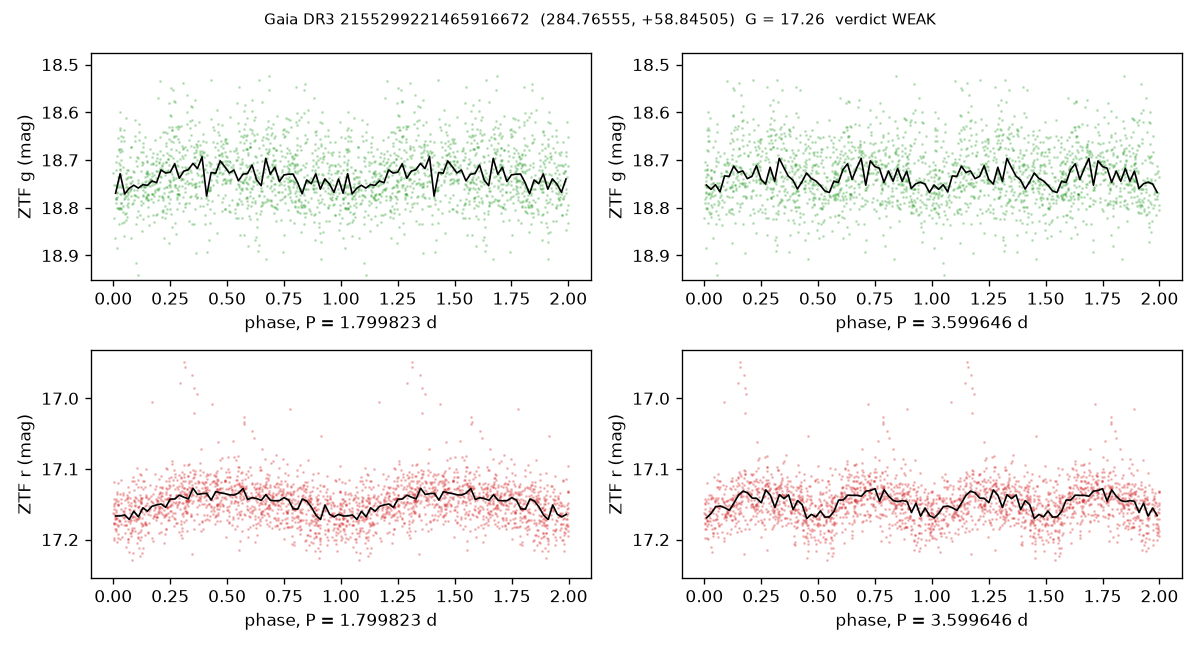 Gaia DR3 2155299221465916672  (284.76555, +58.84505)  G = 17.26  verdict WEAK
ZTF g (mag)
18.5
18.6
18.7
18.8
18.9
0.00 0.25 0.50 0.75 1.00 1.25 1.50 1.75 2.00
phase, P = 1.799823 d
ZTF g (mag)
18.5
18.6
18.7
18.8
18.9
0.00 0.25 0.50 0.75 1.00 1.25 1.50 1.75 2.00
phase, P = 3.599646 d
ZTF r (mag)
17.0
17.1
17.2
0.00 0.25 0.50 0.75 1.00 1.25 1.50 1.75 2.00
phase, P = 1.799823 d
ZTF r (mag)
17.0
17.1
17.2
0.00 0.25 0.50 0.75 1.00 1.25 1.50 1.75 2.00
phase, P = 3.599646 d